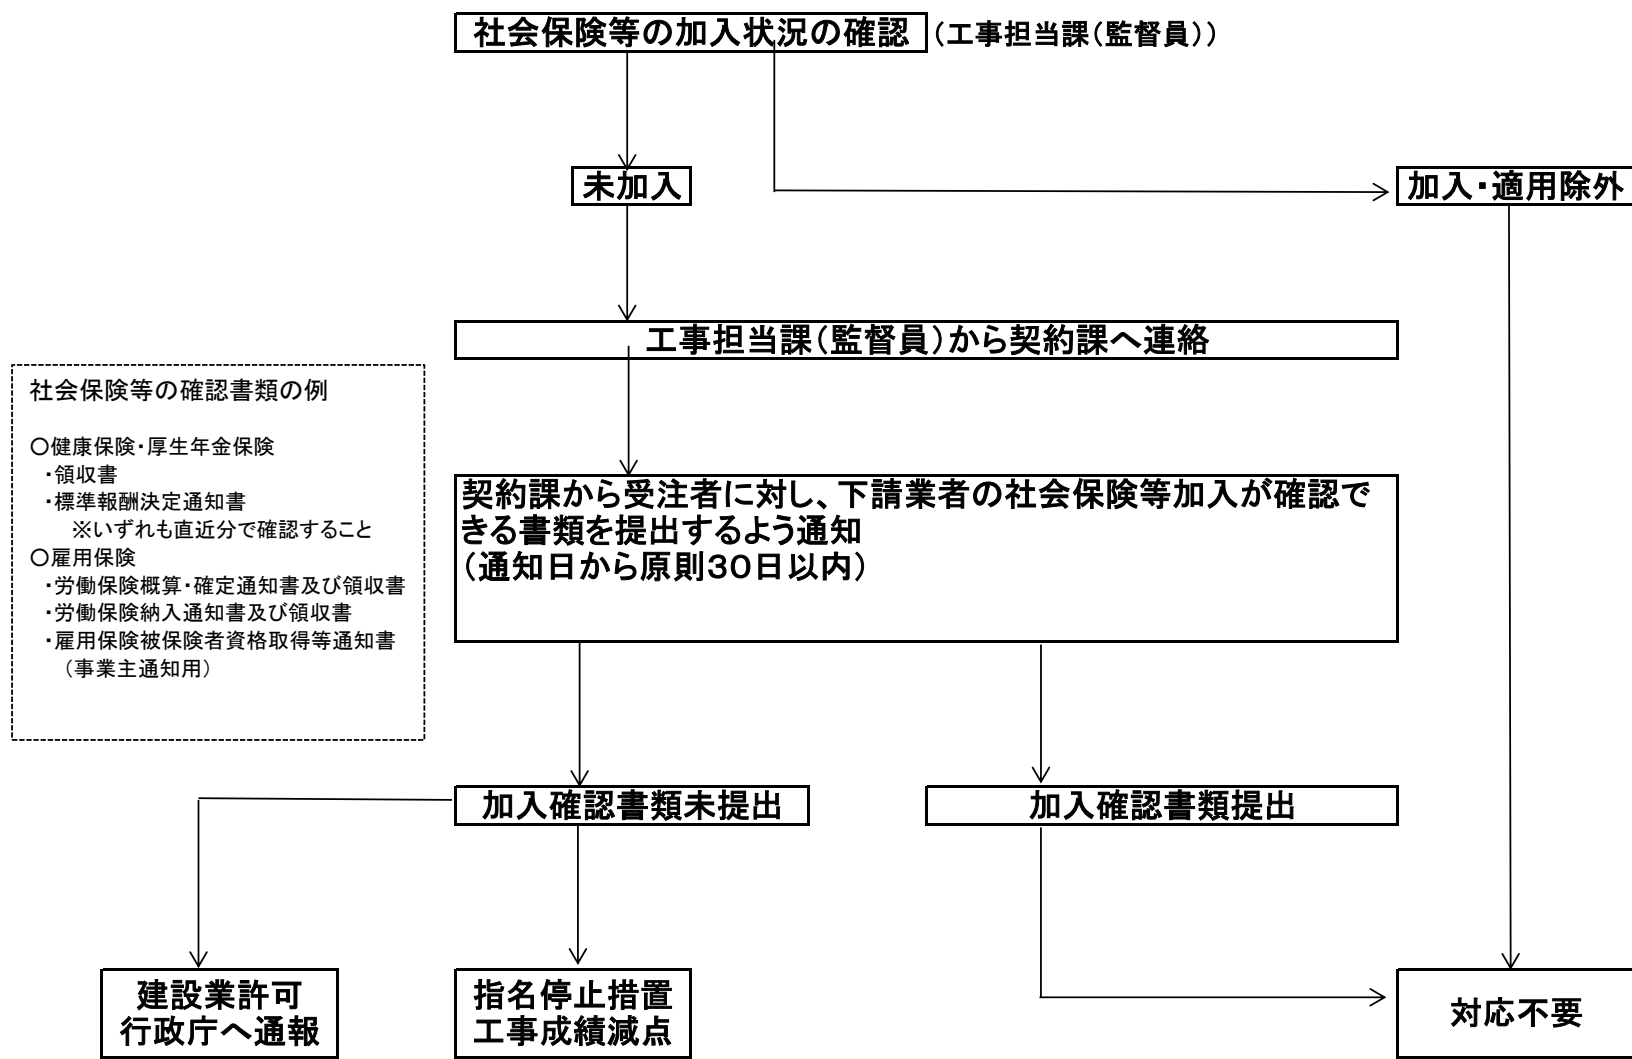 社会保険等の加入状況の確認 (工事担当課(監督員))
未加入
加入・適用除外
工事担当課(監督員)から契約課へ連絡
社会保険等の確認書類の例
○健康保険・厚生年金保険
・領収書
・標準報酬決定通知書
※いずれも直近分で確認すること
○雇用保険
・労働保険概算・確定通知書及び領収書
・労働保険納入通知書及び領収書
・雇用保険被保険者資格取得等通知書
(事業主通知用)
契約課から受注者に対し、下請業者の社会保険等加入が確認で
きる書類を提出するよう通知
(通知日から原則30日以内)
加入確認書類未提出
加入確認書類提出
建設業許可
行政庁へ通報
指名停止措置
工事成績減点
対応不要